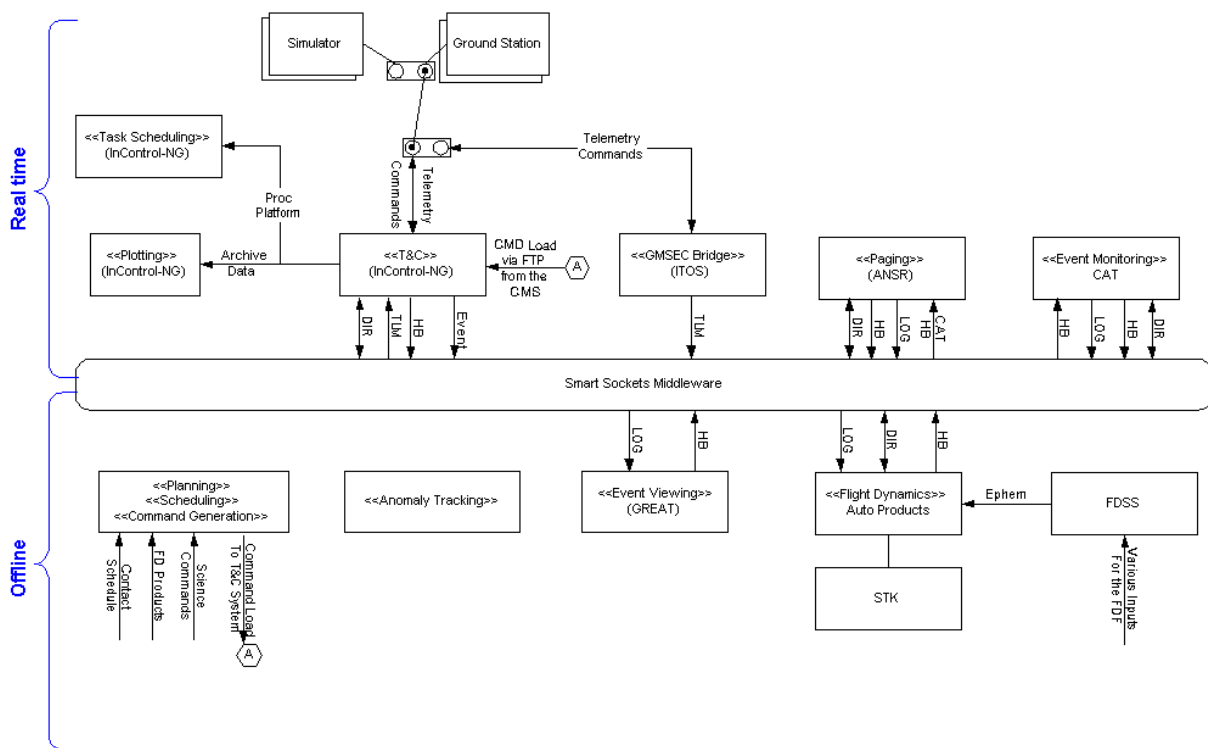 Simulator
Ground Station
<<Task Scheduling>>
(InControl-NG)
Telemetry
Commands
Commands
Telemetry
Real time
Proc
Platform
<<Plotting>>
(InControl-NG)
Archive
Data
<<T&C>>
(InControl-NG)
CMD Load
via FTP
from the
CMS
A
<<GMSEC Bridge>>
(ITOS)
<<Paging>>
(ANSR)
<<Event Monitoring>>
CAT
DIR
TLM
HB
Event
TLM
DIR
HB
LOG
HB
CAT
HB
LOG
HB
DIR
Smart Sockets Middleware
LOG
HB
LOG
DIR
HB
Offline
<<Planning>>
<<Scheduling>>
<<Command Generation>>
<<Anomaly Tracking>>
<<Event Viewing>>
(GREAT)
<<Flight Dynamics>>
Auto Products
Ephem
FDSS
Contact
Schedule
FD Products
Science
Commands
Command Load
To T&C System
A
STK
Various Inputs
For the FDF